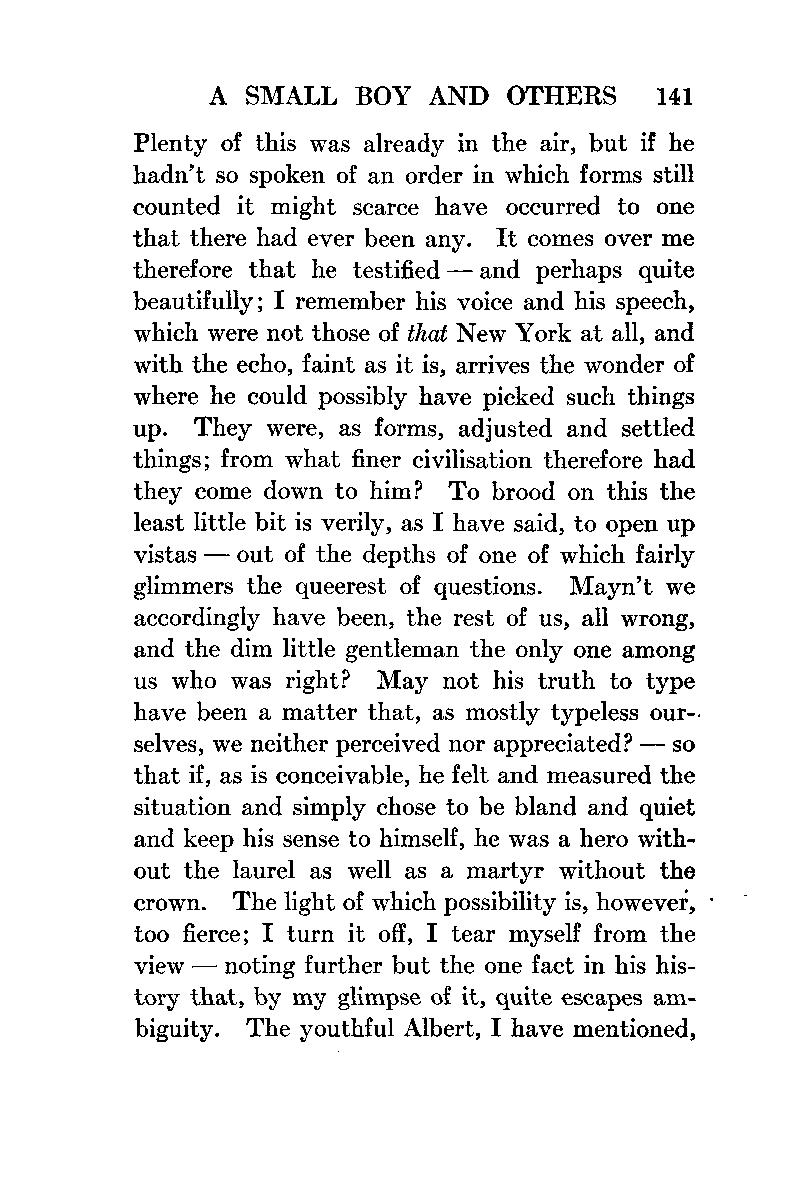 A SMALL BOY AND OTHERS 141
Plenty of this was already in the air, but if he
hadn't so spoken of an order in which forms still
counted it might scarce have occurred to one
that there had ever been any. It comes over me
therefore that he testified — and perhaps quite
beautifully; I remember his voice and his speech,
which were not those of that New York at all, and
with the echo, faint as it is, arrives the wonder of
where he could possibly have picked such things
up. They were, as forms, adjusted and settled
things; from what finer civilisation therefore had
they come down to him? To brood on this the
least little bit is verily, as I have said, to open up
vistas — out of the depths of one of which fairly
glimmers the queerest of questions. Mayn't we
accordingly have been, the rest of us, all wrong,
and the dim little gentleman the only one among
us who was right? May not his truth to type
have been a matter that, as mostly typeless our-
selves, we neither perceived nor appreciated? — so
that if, as is conceivable, he felt and measured the
situation and simply chose to be bland and quiet
and keep his sense to himself, he was a hero with-
out the laurel as well as a martyr without the
crown. The light of which possibility is, however,
too fierce; I turn it off, I tear myself from the
view — noting further but the one fact in his his-
tory that, by my glimpse of it, quite escapes am-
biguity. The youthful Albert, I have mentioned,